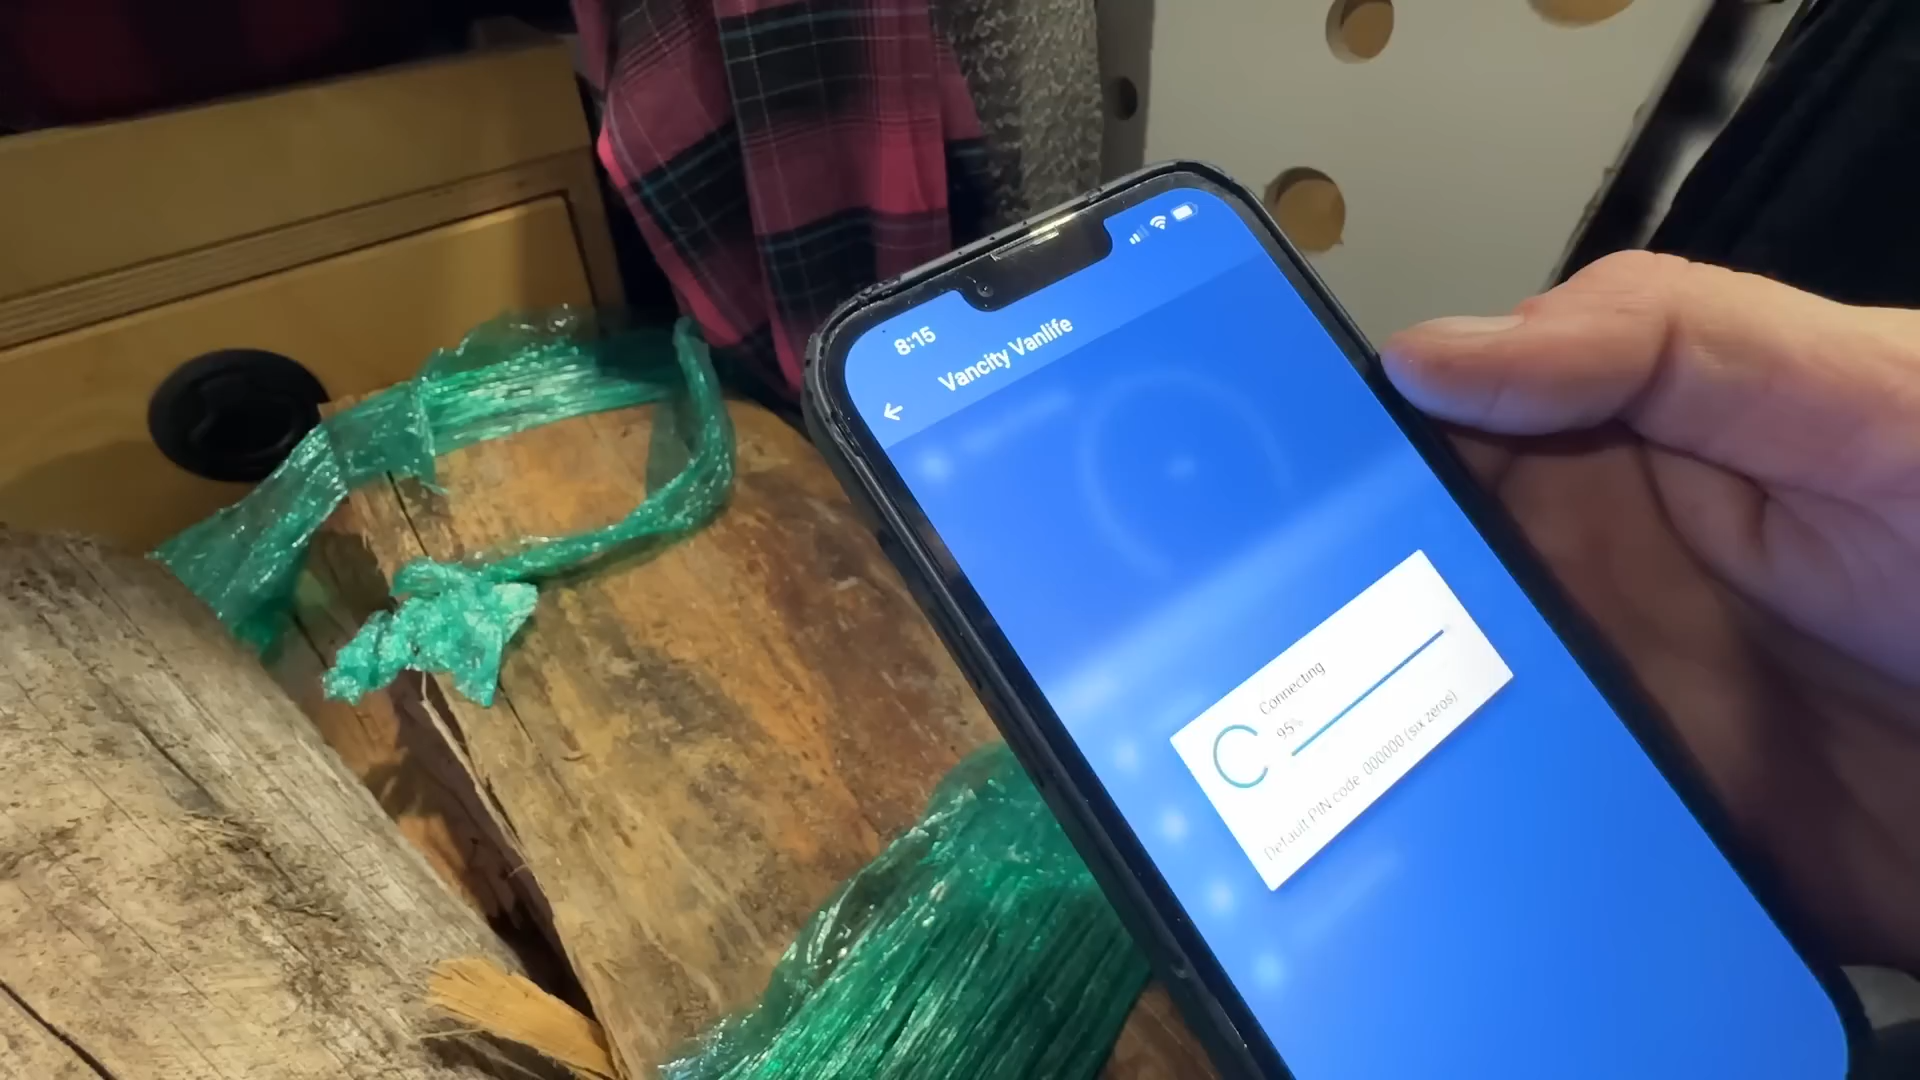 8:15
Vancity Vanlife
Connecting
95%
Default PIN code 000000 (six zeros)